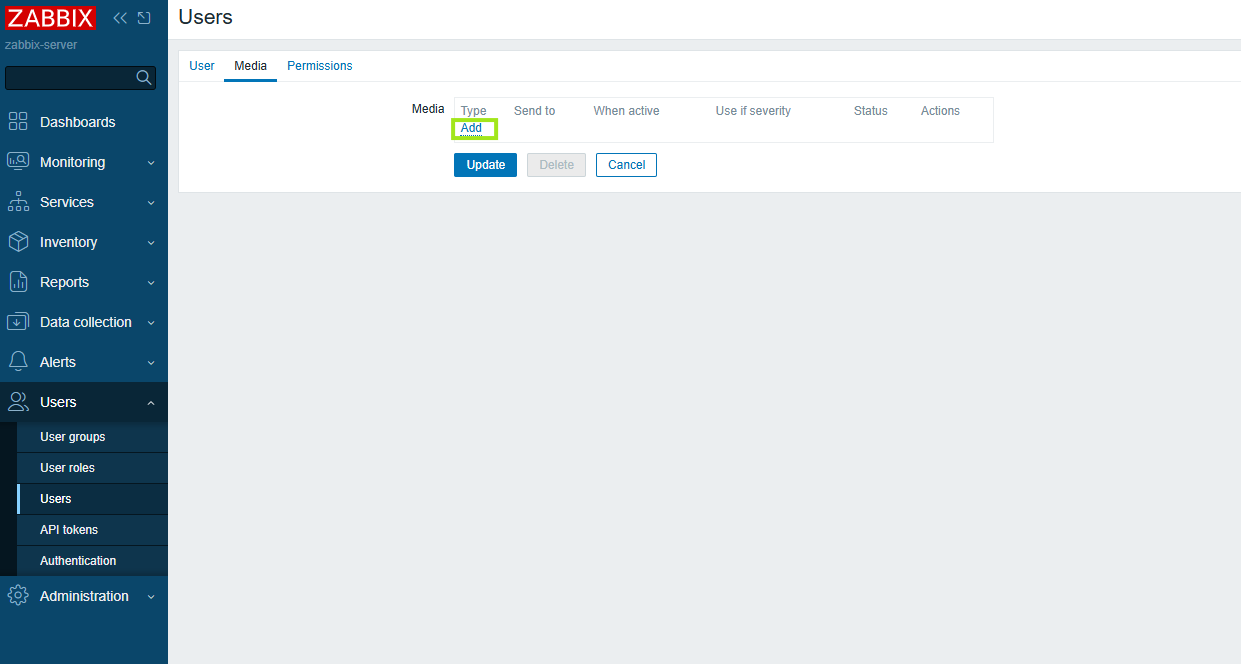 ZABBIX
zabbix-server
Dashboards
Monitoring
Services
Inventory
Reports
Data collection
Alerts
Users
User groups
User roles
Users
API tokens
Authentication
Administration
Users
User Media Permissions
Media Type Send to When active Use if severity Status Actions
Add
Update Delete Cancel